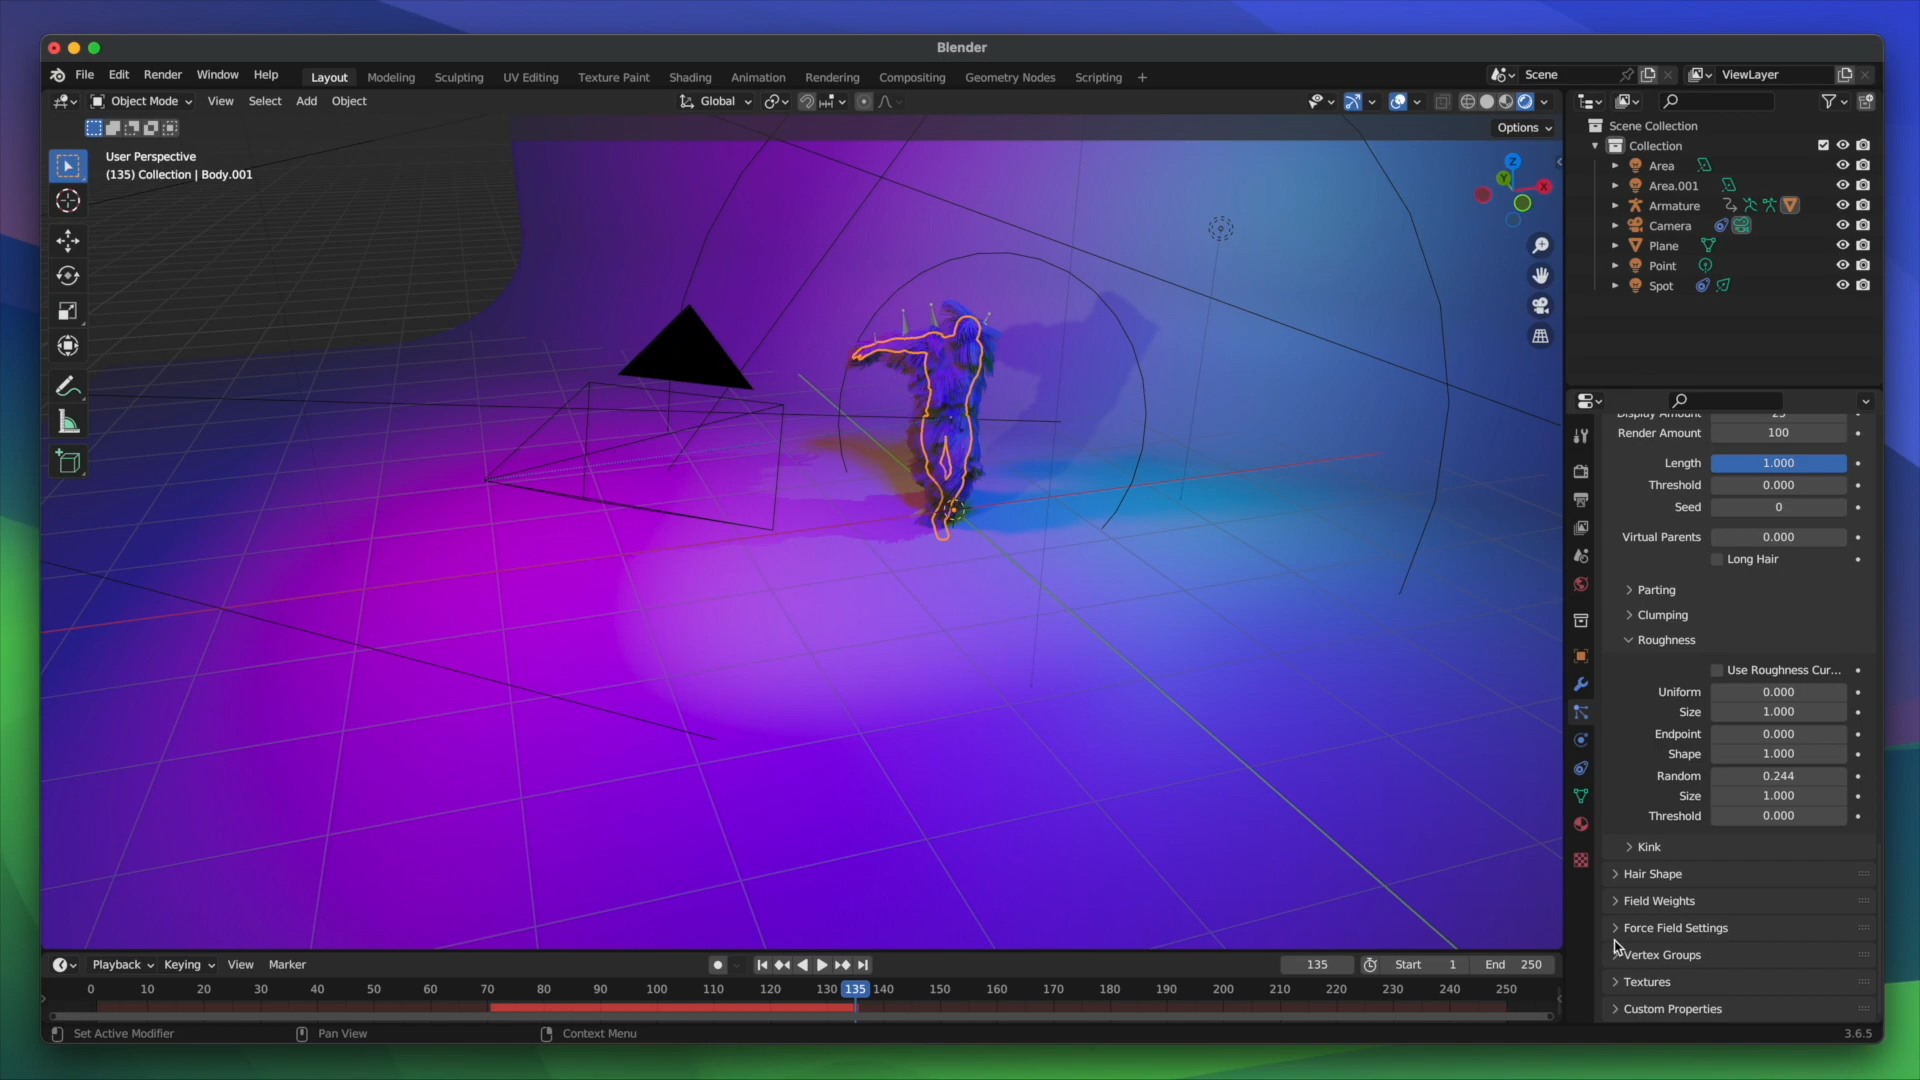 Blender
File Edit Render Window Help Layout Modeling Sculpting UV Editing Texture Paint Shading Animation Rendering Compositing Geometry Nodes Scripting + Scene ViewLayer
Object Mode View Select Add Object Global
Options
User Perspective
(135) Collection | Body.001
Z
Y
X
Scene Collection
Collection
Area
Area.001
Armature
Camera
Plane
Point
Spot
Display Amount 25
Render Amount 100
Length 1.000
Threshold 0.000
Seed 0
Virtual Parents 0.000
Long Hair
Parting
Clumping
Roughness
Use Roughness Cur...
Uniform 0.000
Size 1.000
Endpoint 0.000
Shape 1.000
Random 0.244
Size 1.000
Threshold 0.000
Kink
Hair Shape
Field Weights
Force Field Settings
Vertex Groups
Textures
Custom Properties
Playback Keying View Marker 135 Start 1 End 250
0 10 20 30 40 50 60 70 80 90 100 110 120 130 135 140 150 160 170 180 190 200 210 220 230 240 250
Set Active Modifier Pan View Context Menu 3.6.5